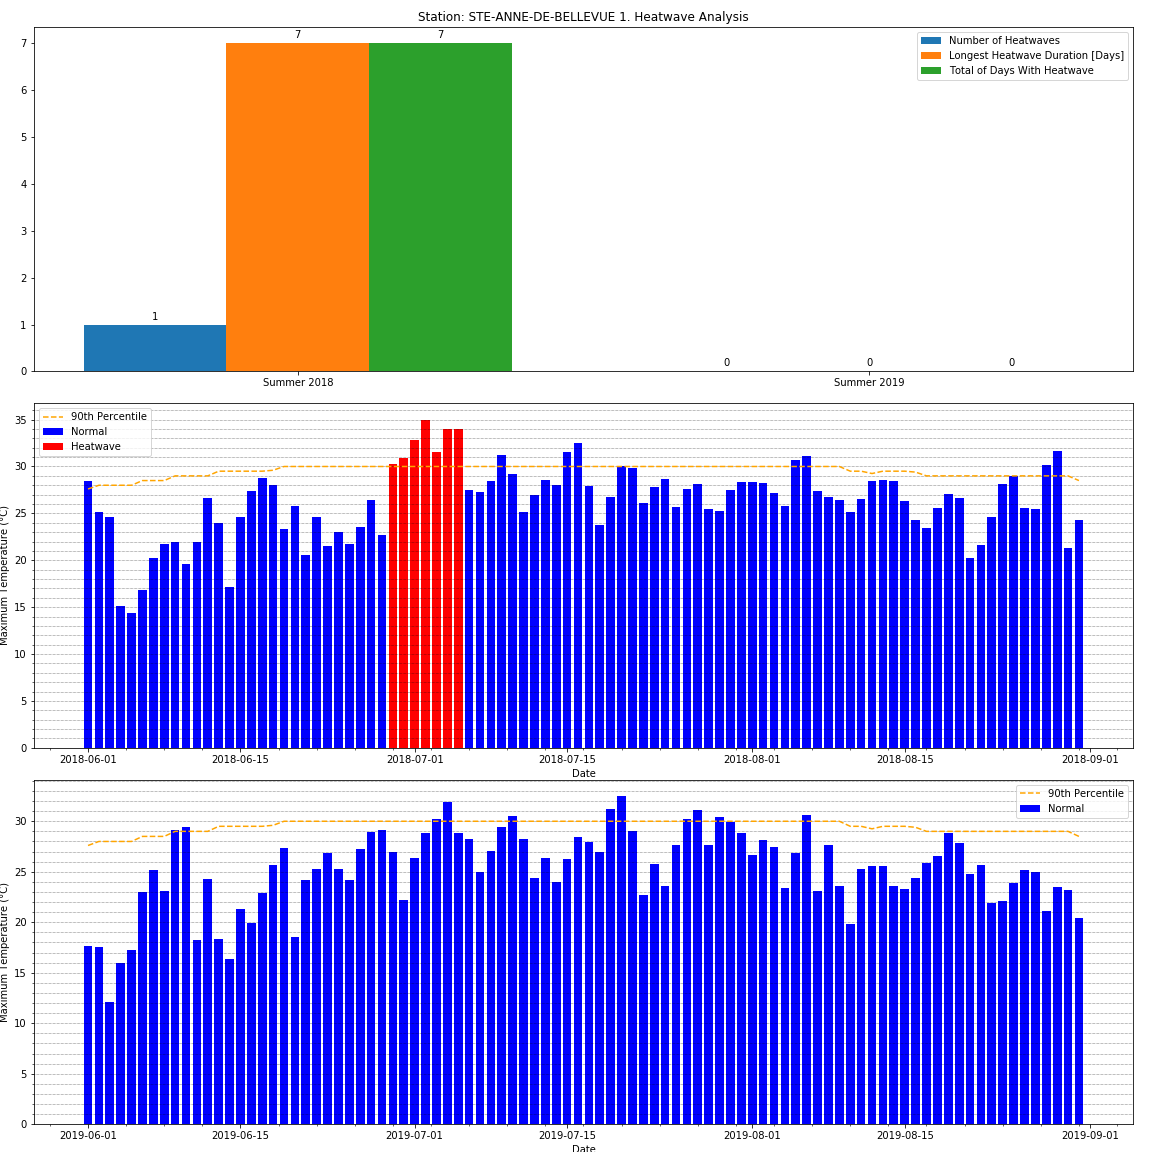 Station: STE-ANNE-DE-BELLEVUE 1. Heatwave Analysis
7
6
5
4
3
2
1
0
1
7
7
0
0
0
Number of Heatwaves
Longest Heatwave Duration [Days]
Total of Days With Heatwave
Summer 2018
Summer 2019
Maximum Temperature (°C)
35
30
25
20
15
10
5
0
90th Percentile
Normal
Heatwave
2018-06-01
2018-06-15
2018-07-01
2018-07-15
2018-08-01
2018-08-15
2018-09-01
Date
Maximum Temperature (°C)
30
25
20
15
10
5
0
90th Percentile
Normal
2019-06-01
2019-06-15
2019-07-01
2019-07-15
2019-08-01
2019-08-15
2019-09-01
Date